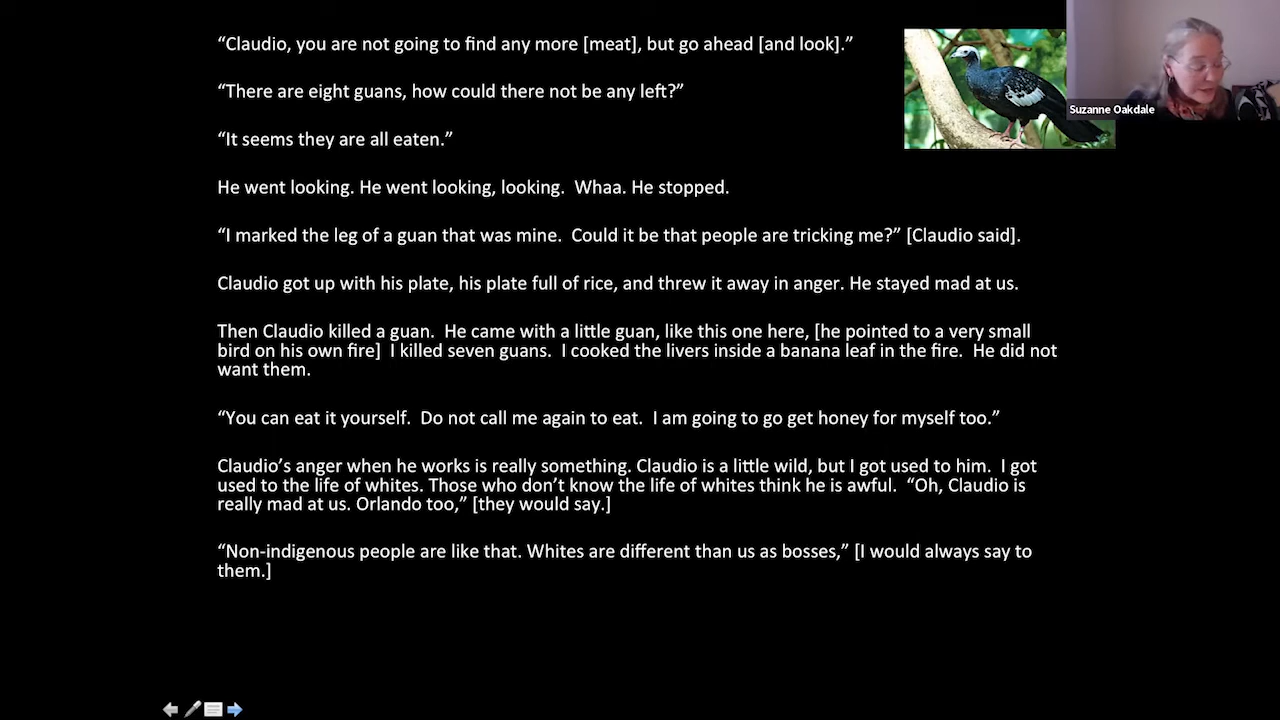 “Claudio, you are not going to find any more [meat], but go ahead [and look].”
“There are eight guans, how could there not be any left?”
“It seems they are all eaten.”
He went looking. He went looking, looking.  Whaa. He stopped.
“I marked the leg of a guan that was mine.  Could it be that people are tricking me?” [Claudio said].
Claudio got up with his plate, his plate full of rice, and threw it away in anger. He stayed mad at us.
Then Claudio killed a guan.  He came with a little guan, like this one here, [he pointed to a very small
bird on his own fire]  I killed seven guans.  I cooked the livers inside a banana leaf in the fire.  He did not
want them.
“You can eat it yourself.  Do not call me again to eat.  I am going to go get honey for myself too.”
Claudio’s anger when he works is really something. Claudio is a little wild, but I got used to him.  I got
used to the life of whites. Those who don’t know the life of whites think he is awful.  “Oh, Claudio is
really mad at us. Orlando too,” [they would say.]
“Non-indigenous people are like that. Whites are different than us as bosses,” [I would always say to
them.]
Suzanne Oakdale